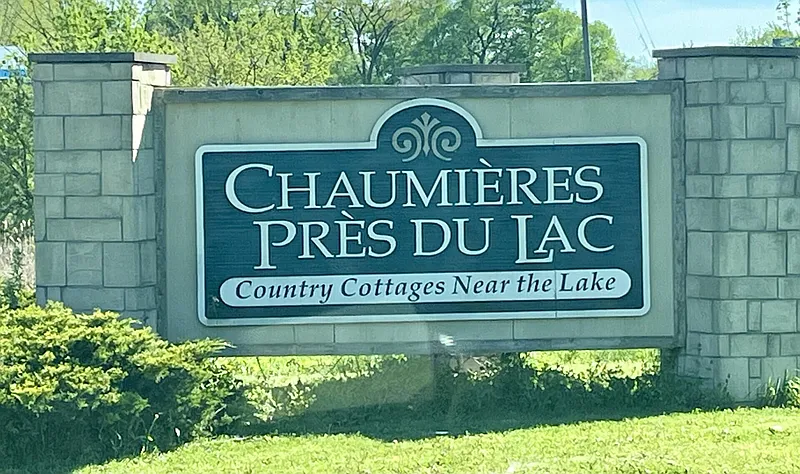 CHAUMIÈRES
PRÈS DU LAC
Country Cottages Near the Lake